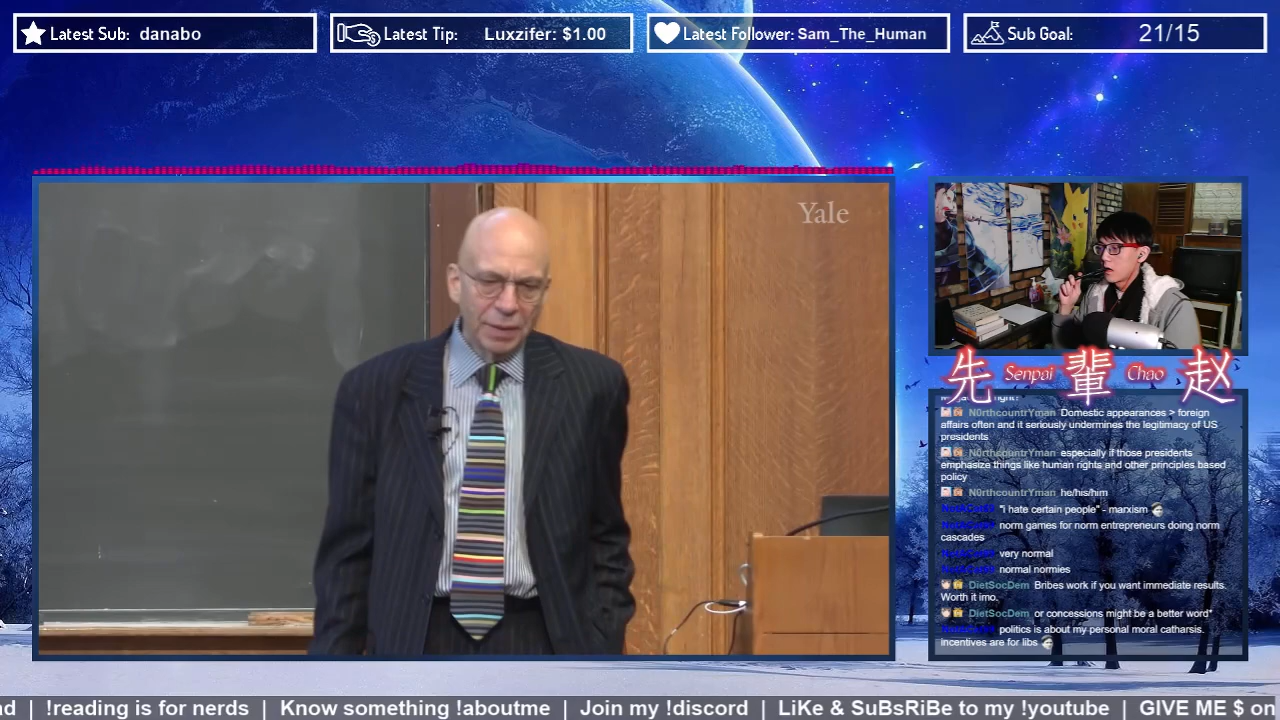 Latest Sub: danabo
Latest Tip: Luxzifer: $1.00
Latest Follower: Sam_The_Human
Sub Goal: 21/15
Yale
先 Senpai 輩 Chao 赵
N0rthcountrYman Domestic appearances > foreign
affairs often and it seriously undermines the legitimacy of US
presidents
N0rthcountrYman especially if those presidents
emphasize things like human rights and other principles based
policy
N0rthcountrYman he/his/him
"i hate certain people" - marxism
norm games for norm entrepreneurs doing norm
cascades
very normal
normal normies
DietSocDem Bribes work if you want immediate results.
Worth it imo.
DietSocDem or concessions might be a better word*
politics is about my personal moral catharsis.
incentives are for libs
| !reading is for nerds | Know something !aboutme | Join my !discord | LiKe & SuBsRiBe to my !youtube | GIVE ME $ on